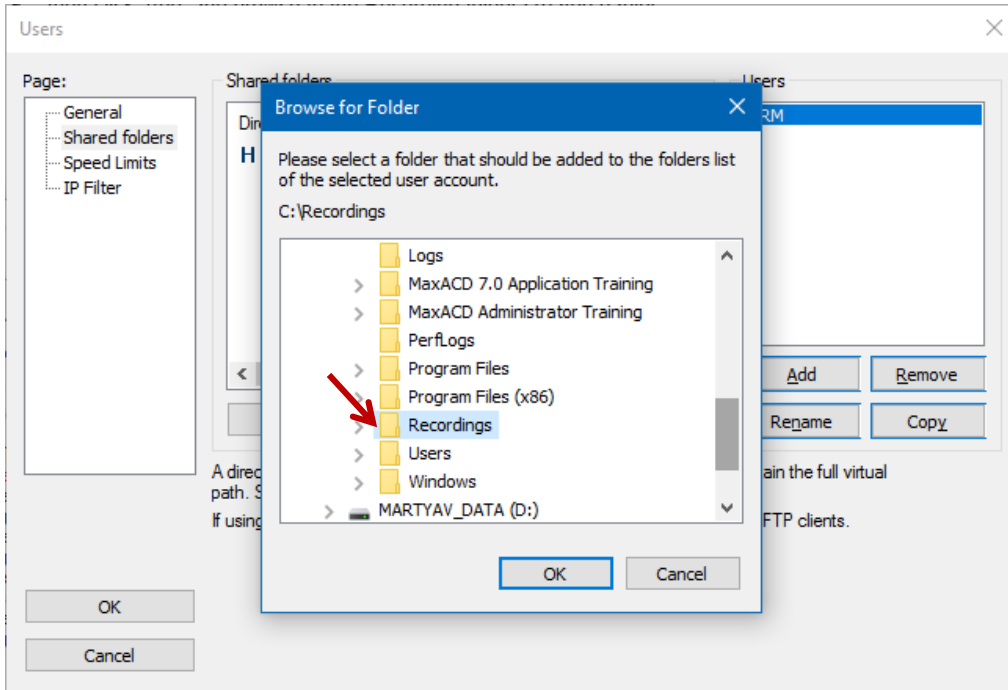 Users
Page:
General
Shared folders
Speed Limits
IP Filter
Shared folders
Users
H
RM
Browse for Folder
Please select a folder that should be added to the folders list
of the selected user account.
C:\Recordings
Logs
MaxACD 7.0 Application Training
MaxACD Administrator Training
PerfLogs
Program Files
Program Files (x86)
Recordings
Users
Windows
MARTYAV_DATA (D:)
OK
Cancel
Add
Remove
Rename
Copy
A direc
ain the full virtual
path. S
If using
FTP clients.
OK
Cancel